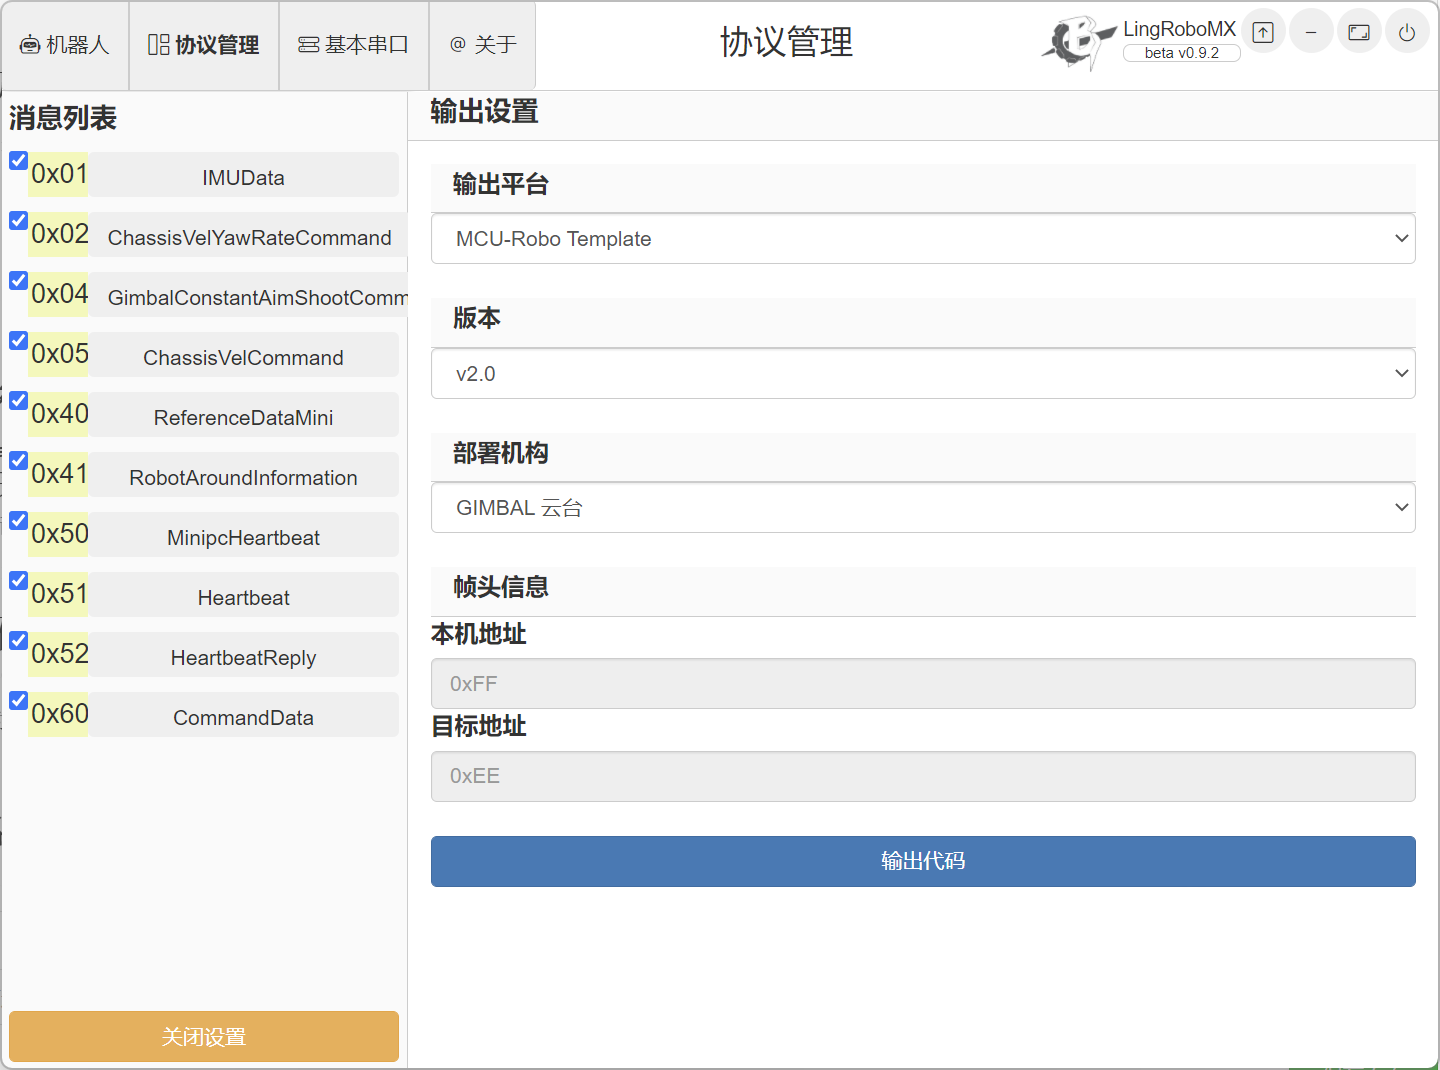 机器人
协议管理
基本串口
@ 关于
协议管理
LingRoboMX
beta v0.9.2
消息列表
0x01 IMUData
0x02 ChassisVelYawRateCommand
0x04 GimbalConstantAimShootComm
0x05 ChassisVelCommand
0x40 ReferenceDataMini
0x41 RobotAroundInformation
0x50 MinipcHeartbeat
0x51 Heartbeat
0x52 HeartbeatReply
0x60 CommandData
关闭设置
输出设置
输出平台
MCU-Robo Template
版本
v2.0
部署机构
GIMBAL 云台
帧头信息
本机地址
0xFF
目标地址
0xEE
输出代码